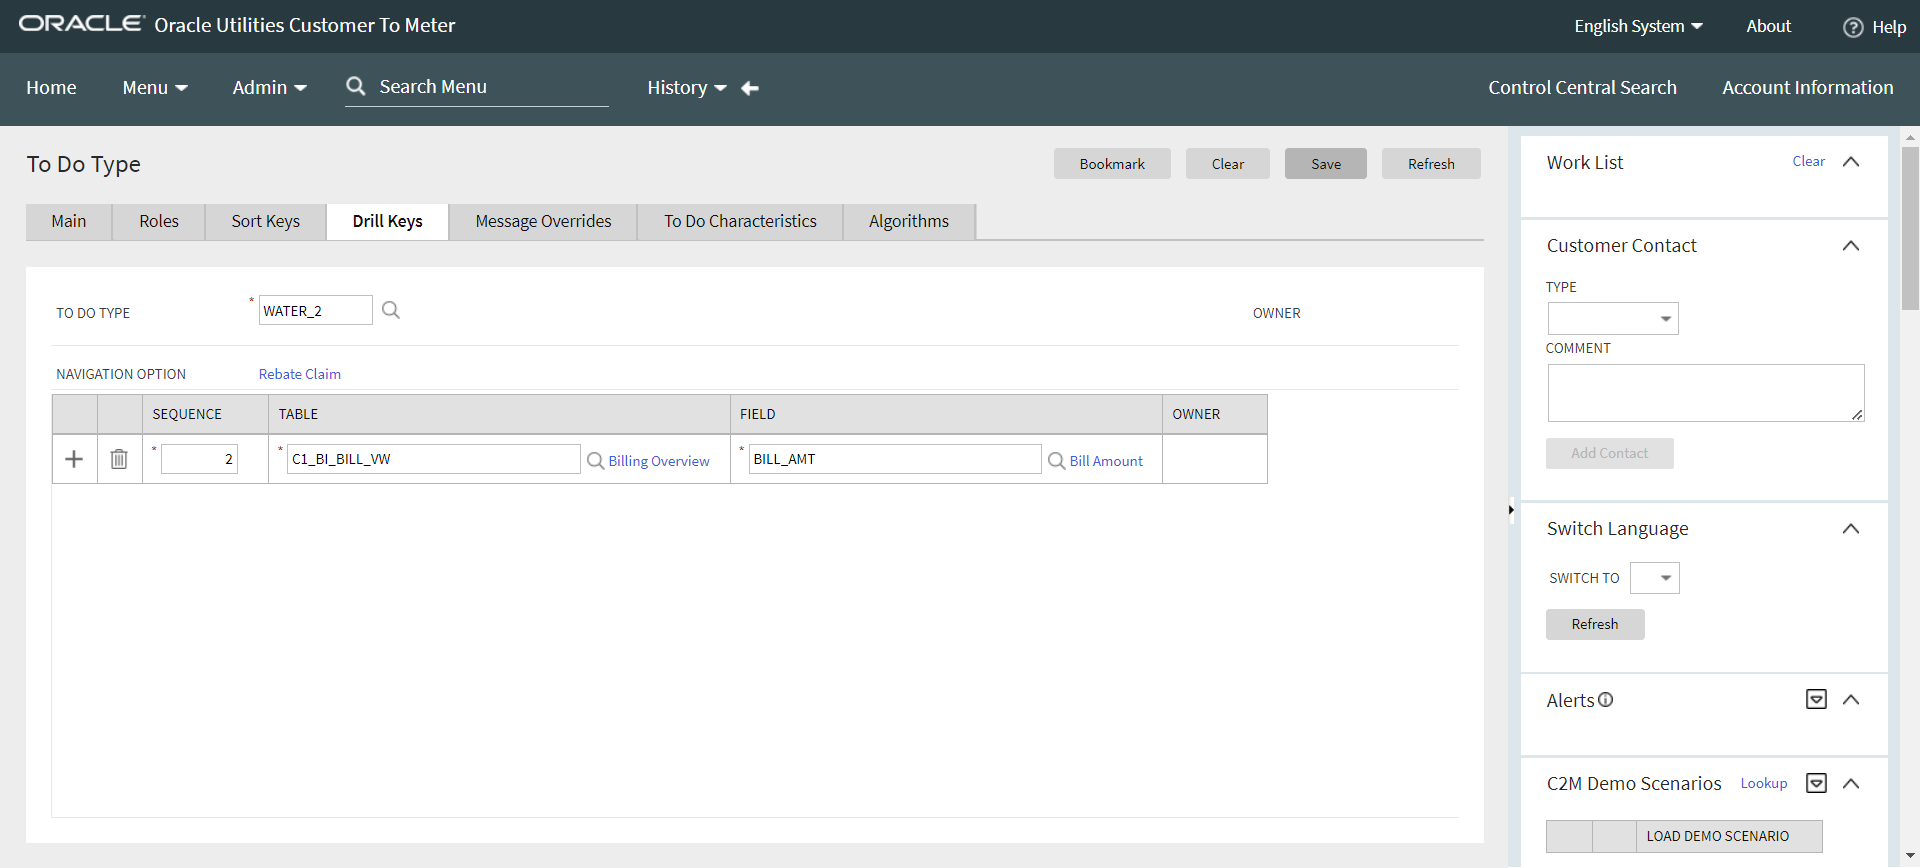 ORACLE Oracle Utilities Customer To Meter
English System
About
Help
Home
Menu
Admin
Search Menu
History
Control Central Search
Account Information
To Do Type
Bookmark
Clear
Save
Refresh
Main
Roles
Sort Keys
Drill Keys
Message Overrides
To Do Characteristics
Algorithms
TO DO TYPE
* WATER_2
OWNER
NAVIGATION OPTION
Rebate Claim
SEQUENCE
TABLE
FIELD
OWNER
* 2
* C1_BI_BILL_VW
Billing Overview
* BILL_AMT
Bill Amount
Work List
Clear
Customer Contact
TYPE
COMMENT
Add Contact
Switch Language
SWITCH TO
Refresh
Alerts
C2M Demo Scenarios
Lookup
LOAD DEMO SCENARIO